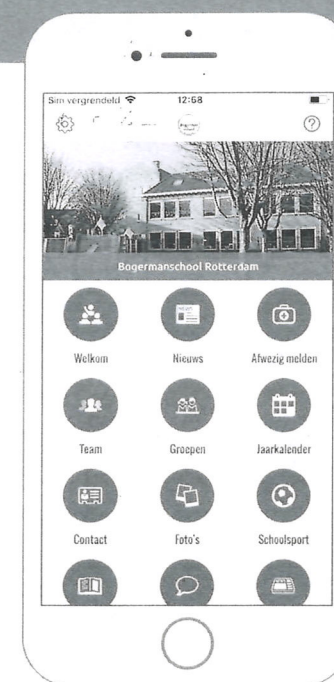 Sim vergrendeld 12:58
Bogermanschool Rotterdam
Welkom Nieuws Afwezig melden
Team Groepen Jaarkalender
Contact Foto's Schoolsport